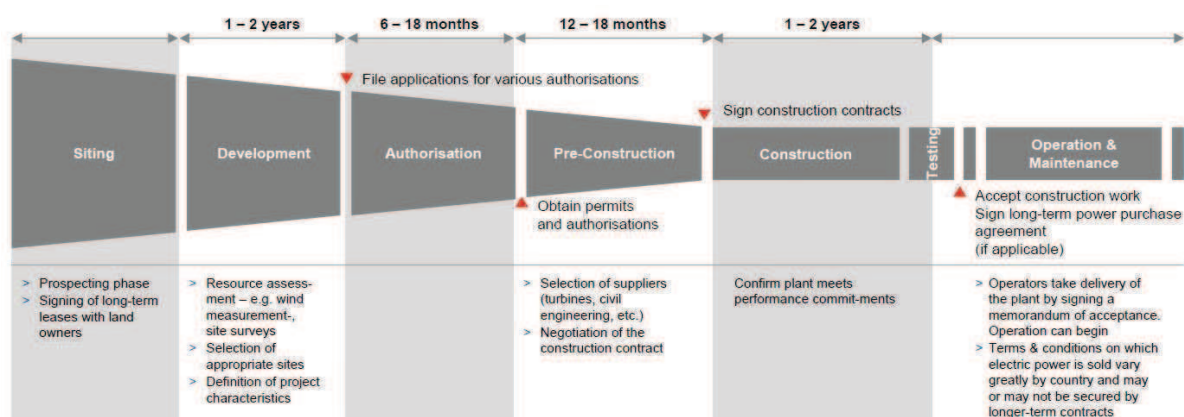 1 – 2 years
6 – 18 months
12 – 18 months
1 – 2 years
File applications for various authorisations
Sign construction contracts
Siting
Development
Authorisation
Pre-Construction
Construction
Testing
Operation &
Maintenance
Obtain permits
and authorisations
Accept construction work
Sign long-term power purchase
agreement
(if applicable)
> Prospecting phase
> Signing of long-term
leases with land
owners
> Resource assess-
ment – e.g. wind
measurement-,
site surveys
> Selection of
appropriate sites
> Definition of project
characteristics
> Selection of suppliers
(turbines, civil
engineering, etc.)
> Negotiation of the
construction contract
Confirm plant meets
performance commit-ments
> Operators take delivery of
the plant by signing a
memorandum of acceptance.
Operation can begin
> Terms & conditions on which
electric power is sold vary
greatly by country and may
or may not be secured by
longer-term contracts